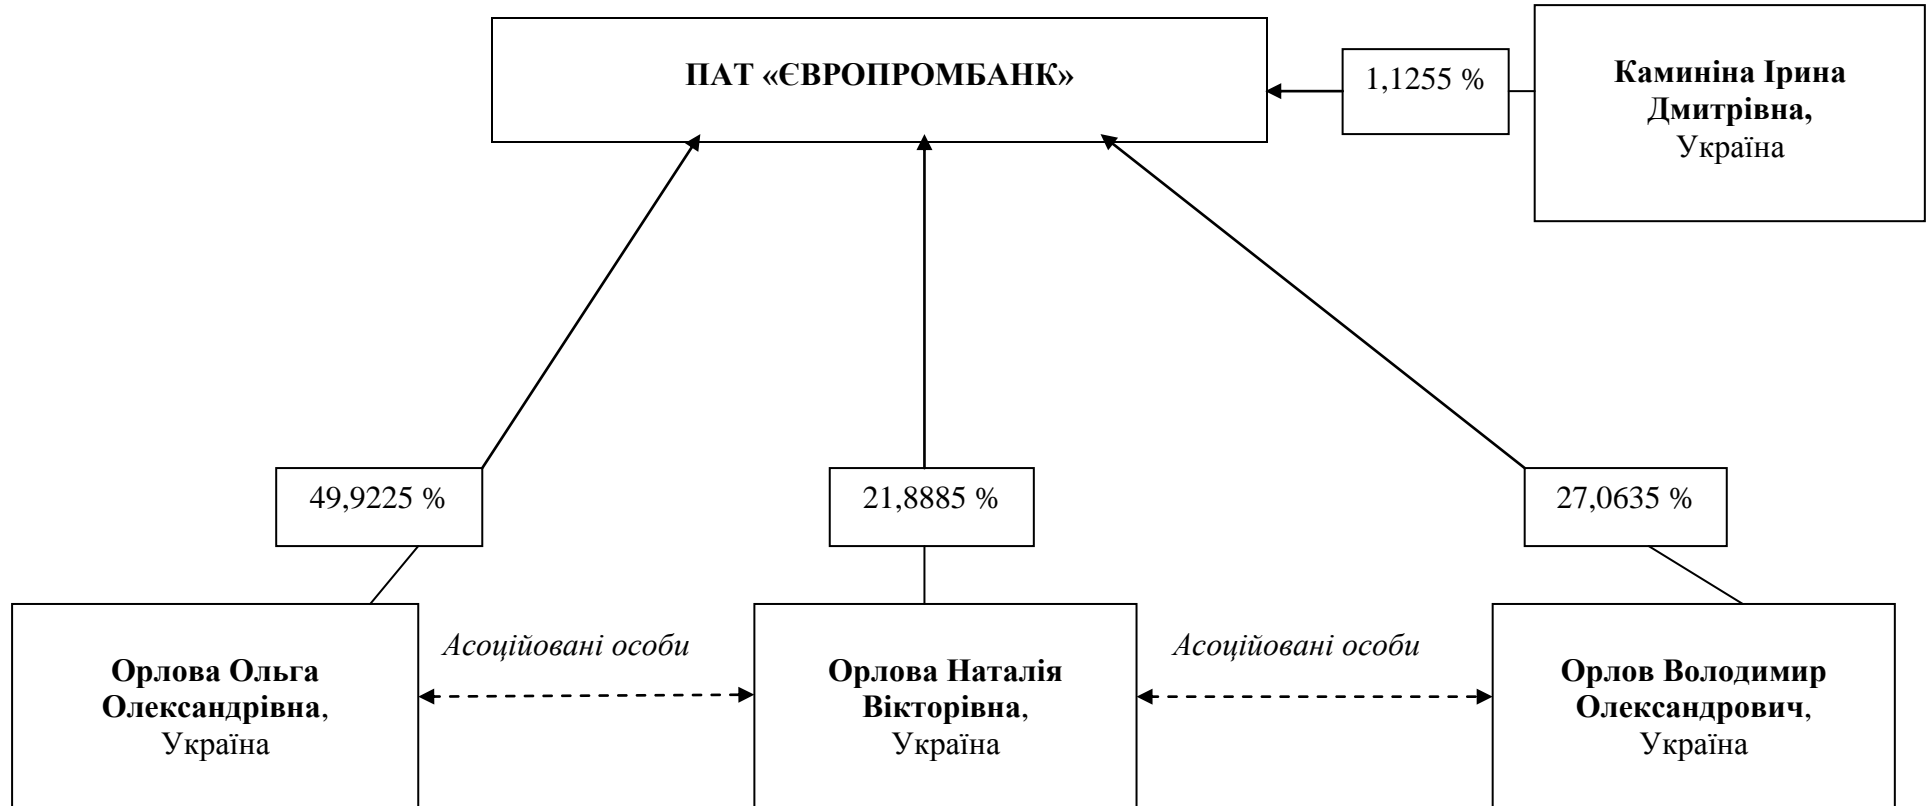 ПАТ «ЄВРОПРОМБАНК»
1,1255 %
Каминіна Ірина
Дмитрівна,
Україна
49,9225 %
21,8885 %
27,0635 %
Орлова Ольга
Олександрівна,
Україна
Асоційовані особи
Орлова Наталія
Вікторівна,
Україна
Асоційовані особи
Орлов Володимир
Олександрович,
Україна